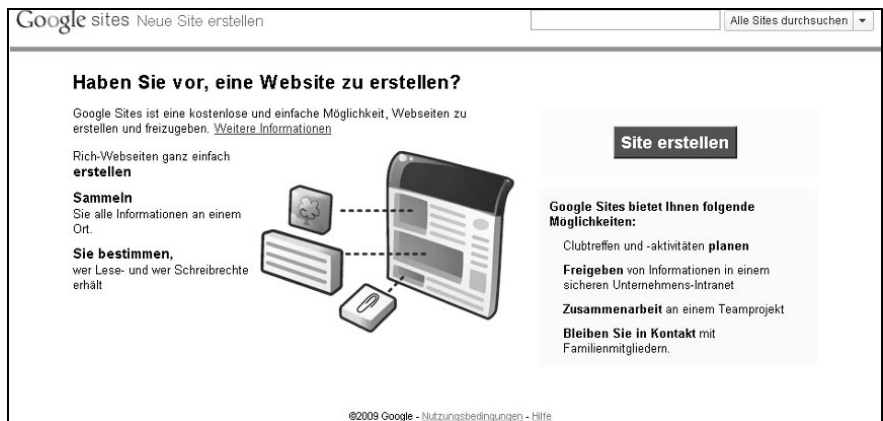 Google sites Neue Site erstellen
Alle Sites durchsuchen
Haben Sie vor, eine Website zu erstellen?
Google Sites ist eine kostenlose und einfache Möglichkeit, Webseiten zu
erstellen und freizugeben. Weitere Informationen
Rich-Webseiten ganz einfach
erstellen
Sammeln
Sie alle Informationen an einem
Ort.
Sie bestimmen,
wer Lese- und wer Schreibrechte
erhält
Site erstellen
Google Sites bietet Ihnen folgende
Möglichkeiten:
Clubtreffen und -aktivitäten planen
Freigeben von Informationen in einem
sicheren Unternehmens-Intranet
Zusammenarbeit an einem Teamprojekt
Bleiben Sie in Kontakt mit
Familienmitgliedern.
©2009 Google - Nutzungsbedingungen - Hilfe